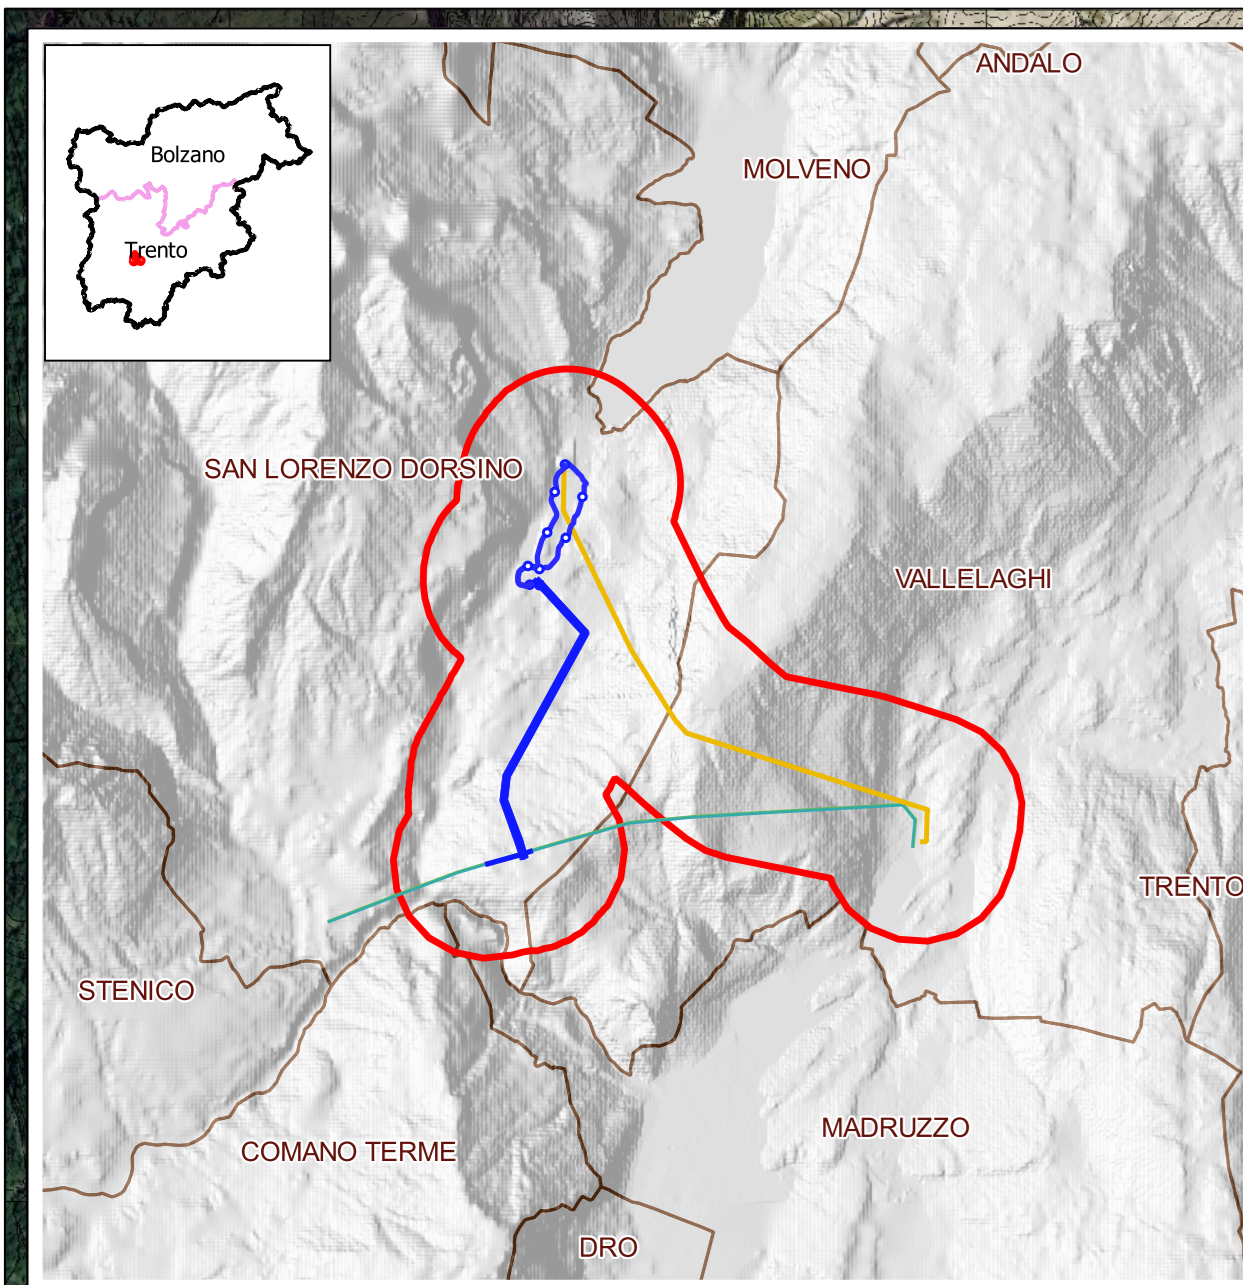 ANDALO
Bolzano
MOLVENO
Trento
SAN LORENZO DORSINO
VALLELAGHI
TRENTO
STENICO
MADRUZZO
COMANO TERME
DRO